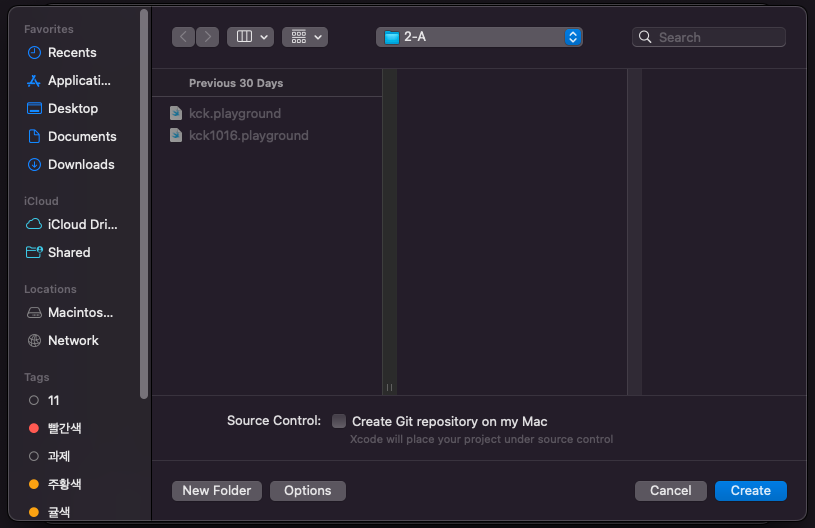 Favorites
Recents
Applicati...
Desktop
Documents
Downloads
iCloud
iCloud Dri...
Shared
Locations
Macintos...
Network
Tags
11
빨간색
과제
주황색
귤색
2-A
Search
Previous 30 Days
kck.playground
kck1016.playground
Source Control: Create Git repository on my Mac
Xcode will place your project under source control
New Folder Options Cancel Create